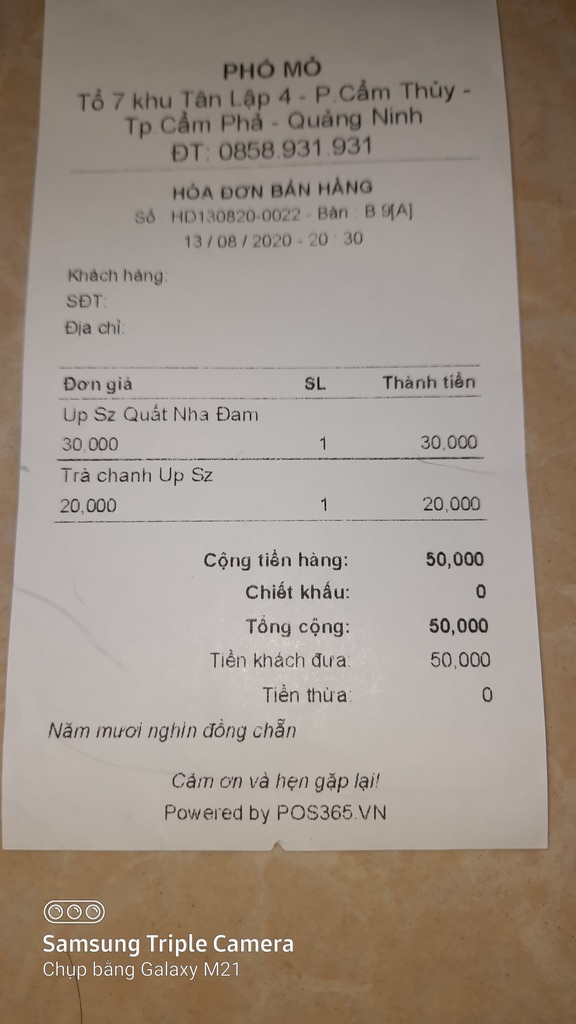 PHỐ MỎ
Tổ 7 khu Tân Lập 4 - P.Cẩm Thủy -
Tp.Cẩm Phả - Quảng Ninh
ĐT: 0858.931.931
HÓA ĐƠN BÁN HÀNG
Số : HD130820-0022 - Bàn : B.9[A]
13 / 08 / 2020 - 20 : 30
Khách hàng:
SĐT:
Địa chỉ:
Đơn giá SL Thành tiền
Up Sz Quất Nha Đam
30,000 1 30,000
Trà chanh Up Sz
20,000 1 20,000
Cộng tiền hàng: 50,000
Chiết khấu: 0
Tổng cộng: 50,000
Tiền khách đưa: 50,000
Tiền thừa: 0
Năm mươi nghìn đồng chẵn
Cảm ơn và hẹn gặp lại!
Powered by POS365.VN
Samsung Triple Camera
Chụp bằng Galaxy M21